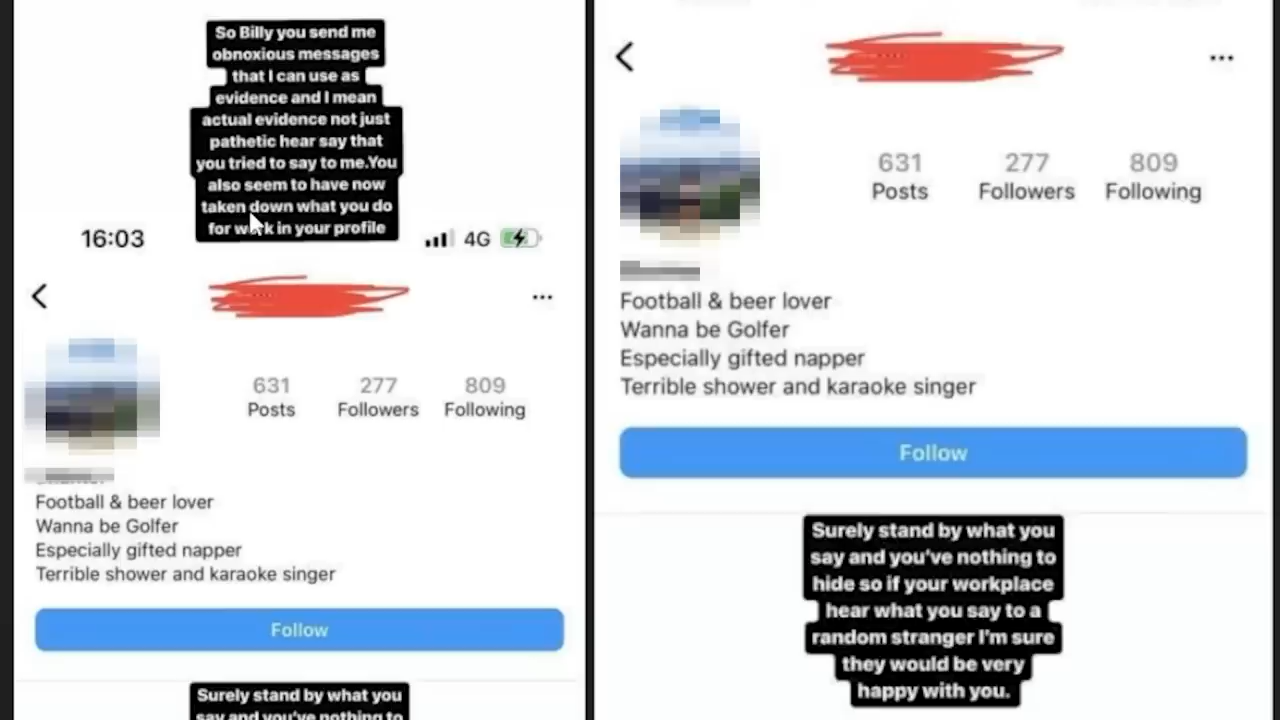 So Billy you send me
obnoxious messages
that I can use as
evidence and I mean
actual evidence not just
pathetic hear say that
you tried to say to me.You
also seem to have now
taken down what you do
for work in your profile
16:03
4G
631 277 809
Posts Followers Following
Football & beer lover
Wanna be Golfer
Especially gifted napper
Terrible shower and karaoke singer
Follow
Surely stand by what you
say and you've nothing to
631 277 809
Posts Followers Following
Football & beer lover
Wanna be Golfer
Especially gifted napper
Terrible shower and karaoke singer
Follow
Surely stand by what you
say and you've nothing to
hide so if your workplace
hear what you say to a
random stranger I'm sure
they would be very
happy with you.